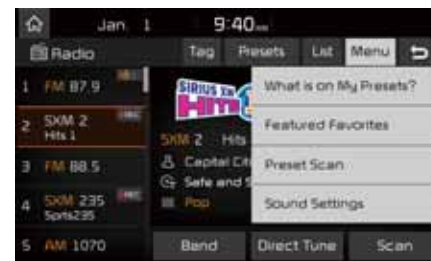 Jan. 1 9:40
Radio Tag Presets List Menu
1 FM 87.9
2 SXM 2
Hits 1
3 FM 88.5
4 SXM 235
Sprts235
5 AM 1070
SIRIUS XM
HITS
SXM 2 Hits
Capital Cit
Safe and S
Pop
What is on My Presets?
Featured Favorites
Preset Scan
Sound Settings
Band Direct Tune Scan